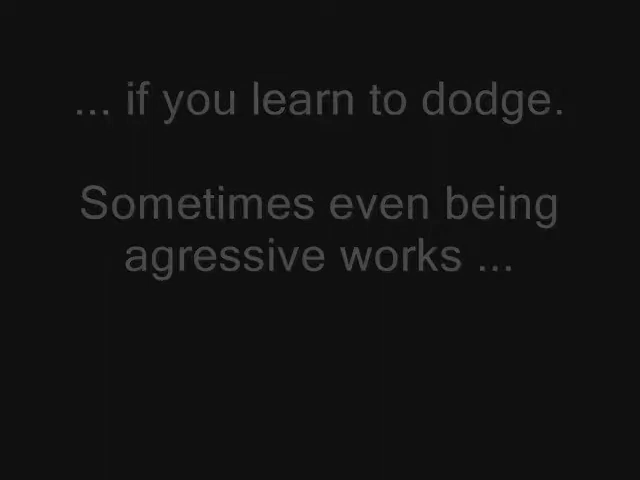 ... if you learn to dodge.
Sometimes even being
agressive works ...